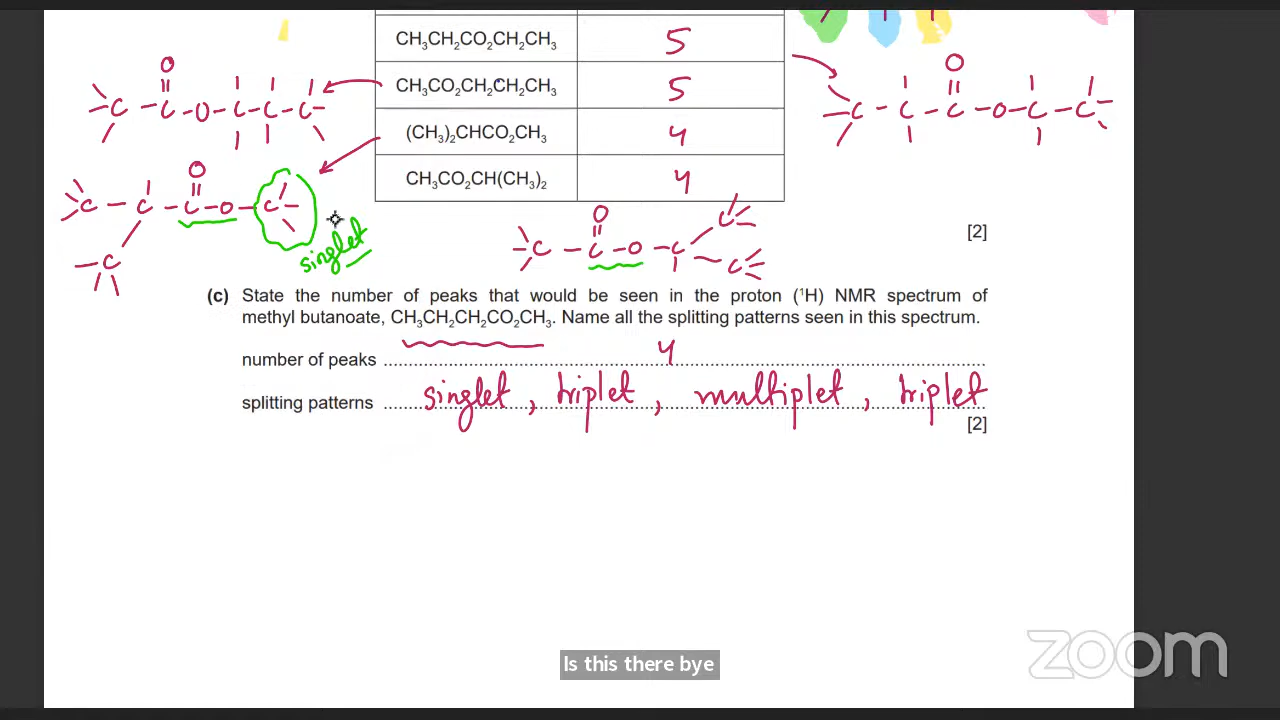 CH3CH2CO2CH2CH3 5
CH3CO2CH2CH2CH3 5
(CH3)2CHCO2CH3 4
CH3CO2CH(CH3)2 4
O
C - C - O - C - C - C
O
C - C - C - O - C - C
O
C - C - C - O - C
C
singlet
O
C - C - O - C
C
C
[2]
(c) State the number of peaks that would be seen in the proton (1H) NMR spectrum of
methyl butanoate, CH3CH2CH2CO2CH3. Name all the splitting patterns seen in this spectrum.
number of peaks 4
splitting patterns singlet, triplet, multiplet, triplet
[2]
Is this there bye
zoom